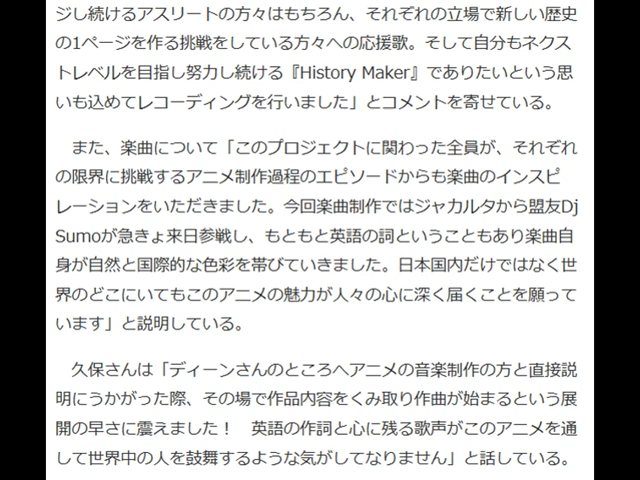 ジし続けるアスリートの方々はもちろん、それぞれの立場で新しい歴史
の1ページを作る挑戦をしている方々への応援歌。そして自分もネクス
トレベルを目指し努力し続ける『History Maker』でありたいという思
いも込めてレコーディングを行いました」とコメントを寄せている。
また、楽曲について「このプロジェクトに関わった全員が、それぞれ
の限界に挑戦するアニメ制作過程のエピソードからも楽曲のインスピ
レーションをいただきました。今回楽曲制作ではジャカルタから盟友Dj
Sumoが急きょ来日参戦し、もともと英語の詞ということもあり楽曲自
身が自然と国際的な色彩を帯びていきました。日本国内だけではなく世
界のどこにいてもこのアニメの魅力が人々の心に深く届くことを願って
います」と説明している。
久保さんは「ディーンさんのところへアニメの音楽制作の方と直接説
明にうかがった際、その場で作品内容をくみ取り作曲が始まるという展
開の早さに震えました！　英語の作詞と心に残る歌声がこのアニメを通
して世界中の人を鼓舞するような気がしてなりません」と話している。